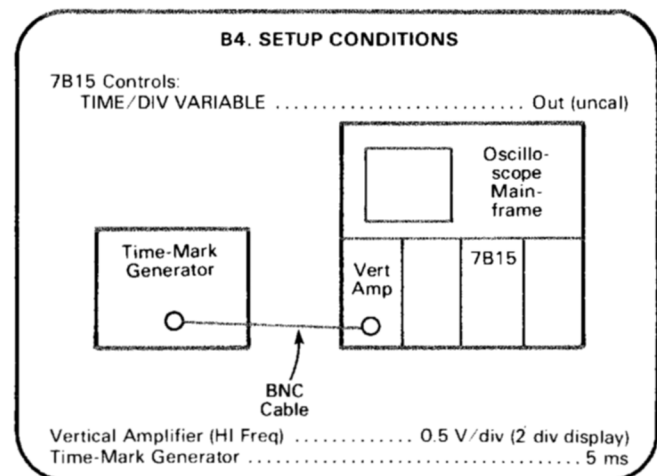 B4. SETUP CONDITIONS
7B15 Controls:
TIME/DIV VARIABLE .............................. Out (uncal)
Oscillo-
scope
Main-
frame
Time-Mark
Generator
Vert
Amp
7B15
BNC
Cable
Vertical Amplifier (HI Freq) ............. 0.5 V/div (2 div display)
Time-Mark Generator ..................................... 5 ms